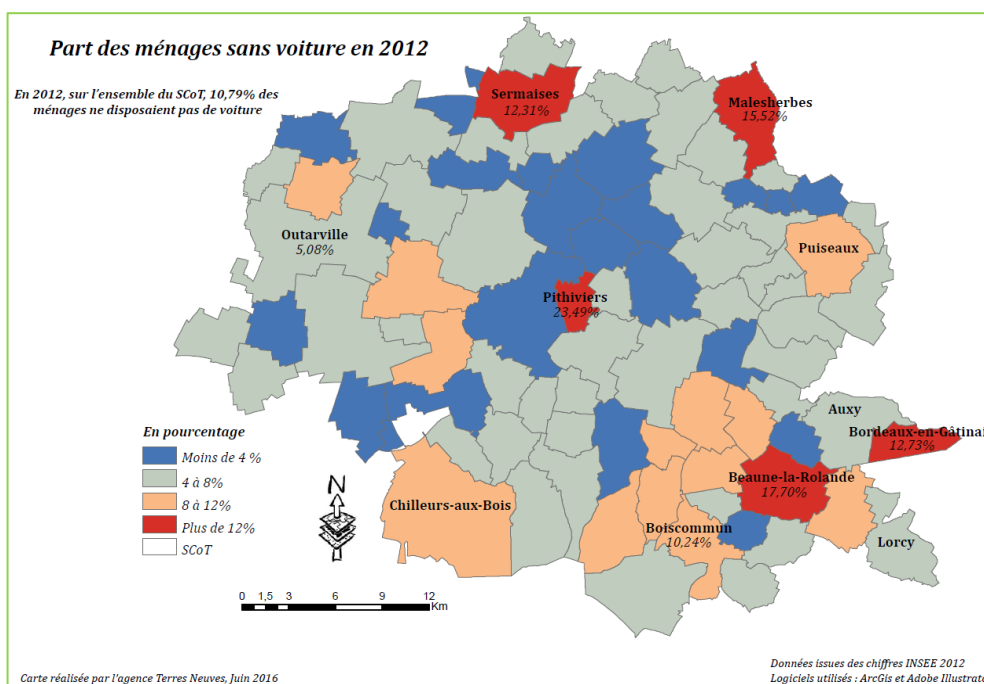 Part des ménages sans voiture en 2012
En 2012, sur l'ensemble du SCoT, 10,79% des
ménages ne disposaient pas de voiture
Sermaises
12,31%
Malesherbes
15,52%
Outarville
5,08%
Puiseaux
Pithiviers
23,49%
Auxy
Bordeaux-en-Gâtinai
12,73%
Beaune-la-Rolande
17,70%
Chilleurs-aux-Bois
Boiscommun
10,24%
Lorcy
En pourcentage
Moins de 4 %
4 à 8%
8 à 12%
Plus de 12%
SCoT
N
0 1,5 3 6 9 12
Km
Carte réalisée par l'agence Terres Neuves, Juin 2016
Données issues des chiffres INSEE 2012
Logiciels utilisés : ArcGis et Adobe Illustrato